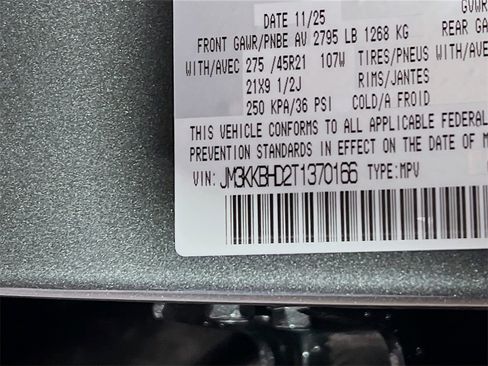 GVWR
DATE 11/25
FRONT GAWR/PNBE AV 2795 LB 1268 KG REAR GA
WITH/AVEC 275 /45R21 107W TIRES/PNEUS WITH/A
21X9 1/2J RIMS/JANTES
250 KPA/36 PSI COLD/A FROID
THIS VEHICLE CONFORMS TO ALL APPLICABLE FEDERAL
PREVENTION STANDARDS IN EFFECT ON THE DATE OF M
VIN: JM3KKBHD2T1370166 TYPE:MPV